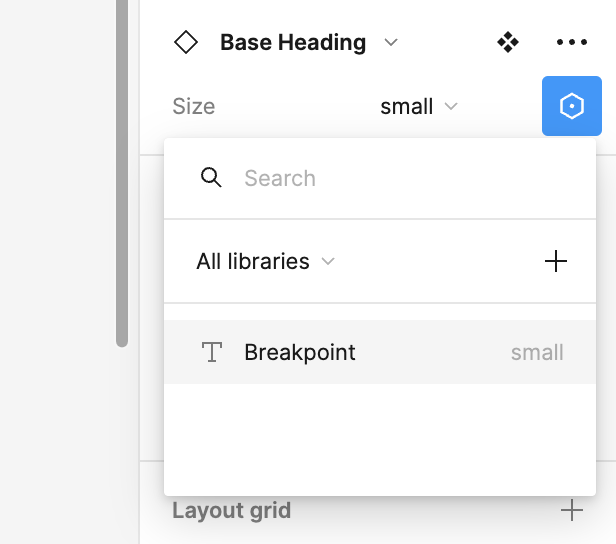 Base Heading
Size small
Search
All libraries
Breakpoint small
Layout grid